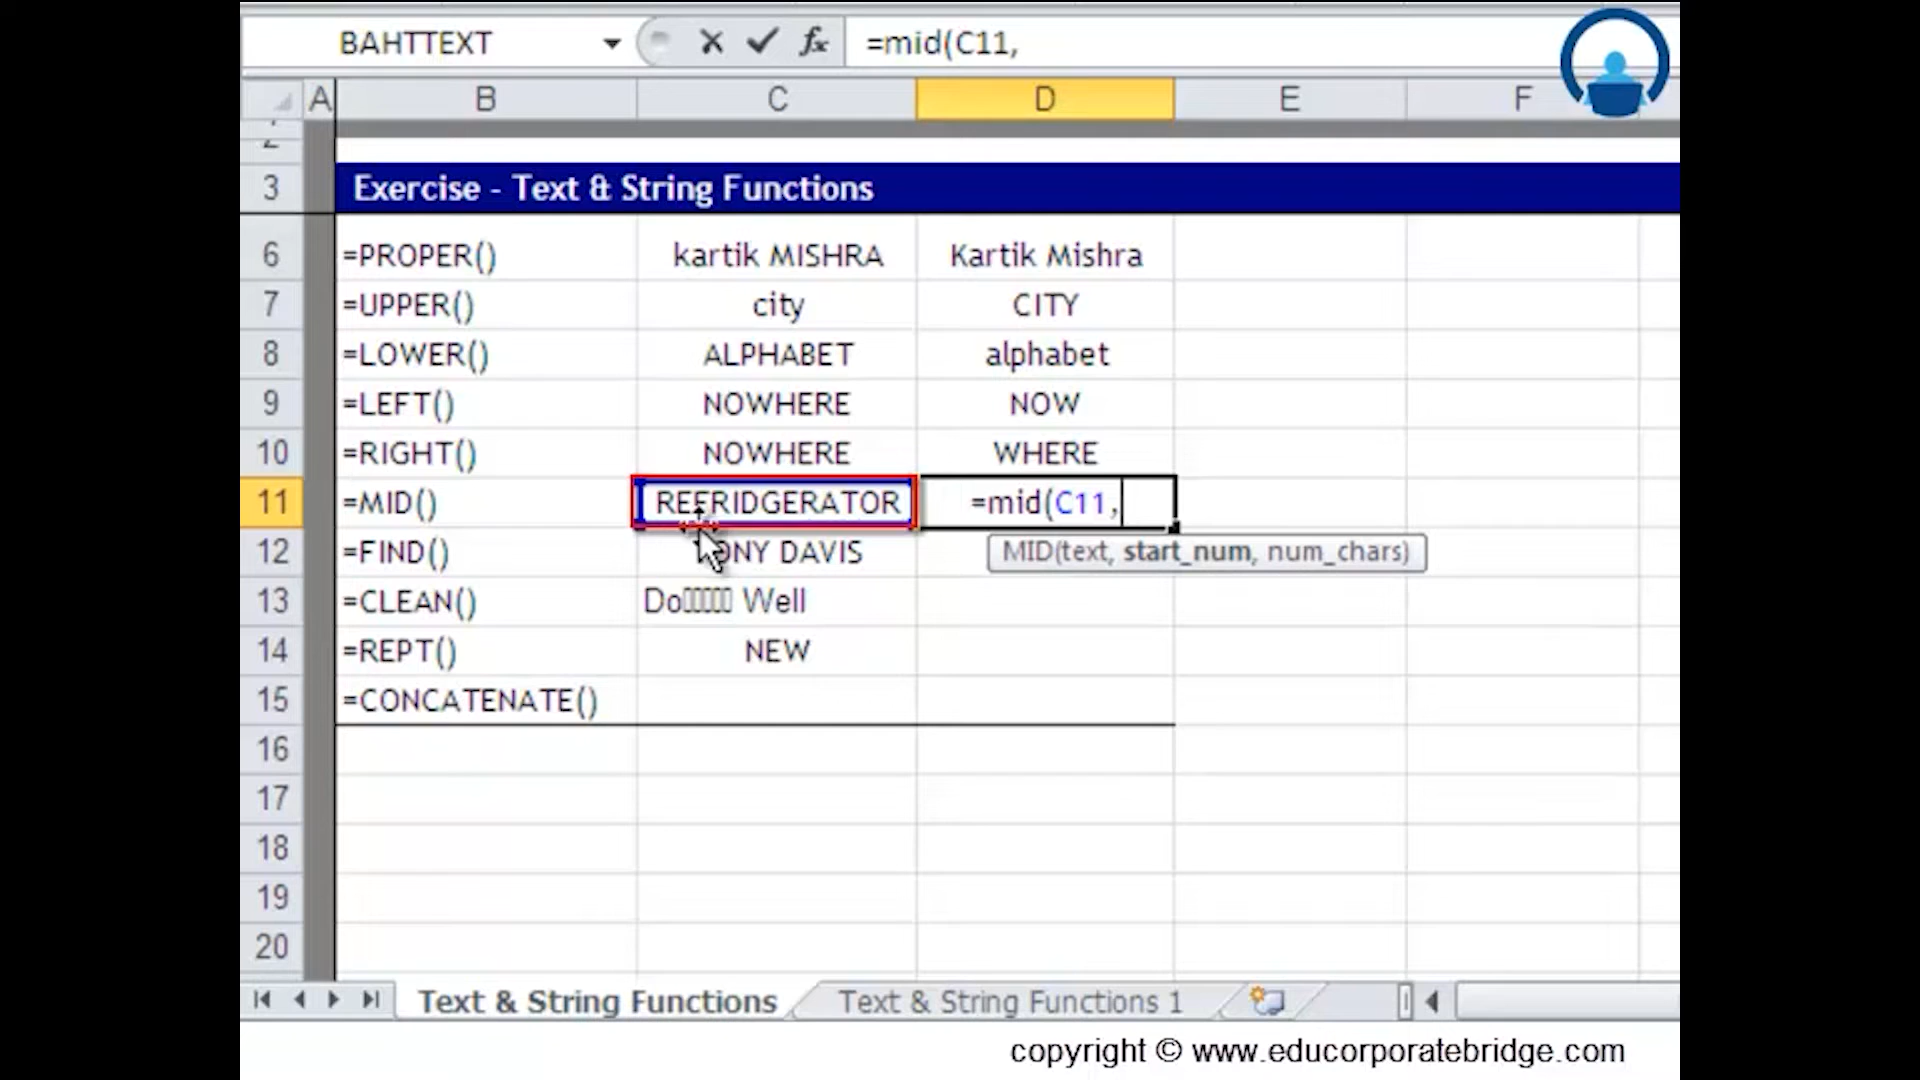 BAHTTEXT =mid(C11,
A B C D E F
2
3 Exercise - Text & String Functions
6 =PROPER() kartik MISHRA Kartik Mishra
7 =UPPER() city CITY
8 =LOWER() ALPHABET alphabet
9 =LEFT() NOWHERE NOW
10 =RIGHT() NOWHERE WHERE
11 =MID() REFRIDGERATOR =mid(C11,
12 =FIND() ONY DAVIS MID(text, start_num, num_chars)
13 =CLEAN() Do▯▯▯▯▯ Well
14 =REPT() NEW
15 =CONCATENATE()
16
17
18
19
20
Text & String Functions Text & String Functions 1
copyright © www.educorporatebridge.com